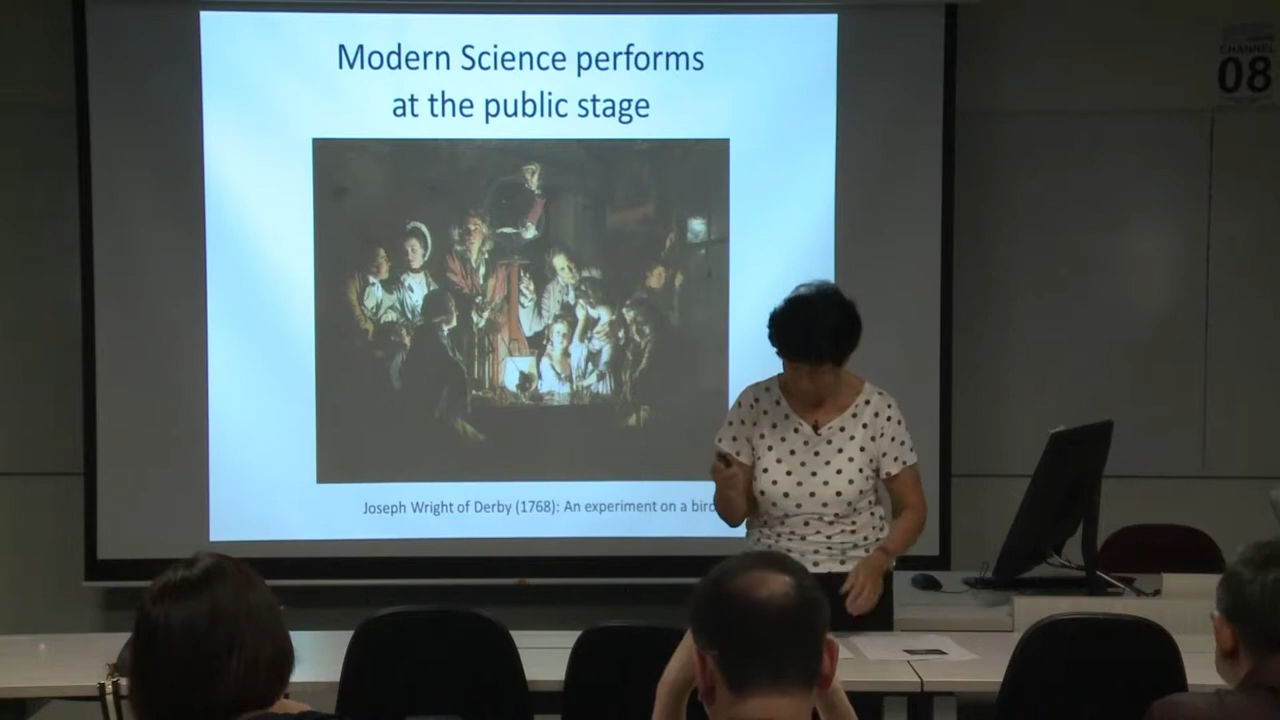 Modern Science performs
at the public stage
Joseph Wright of Derby (1768): An experiment on a bird
CHANNEL
08